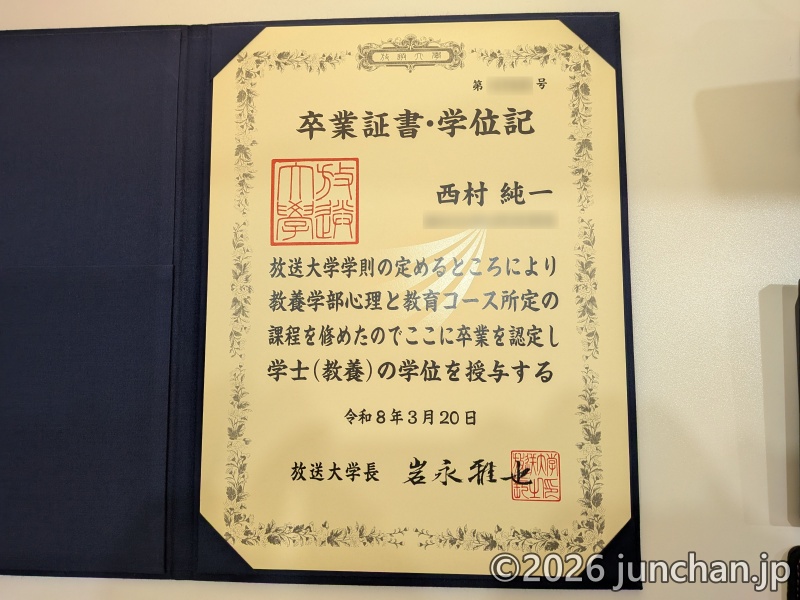 放送大學
第 号
卒業証書・学位記
放送大學
西村 純一
放送大学学則の定めるところにより
教養学部心理と教育コース所定の
課程を修めたのでここに卒業を認定し
学士(教養)の学位を授与する
令和8年3月20日
放送大学長 岩永雅也
©2026 junchan.jp